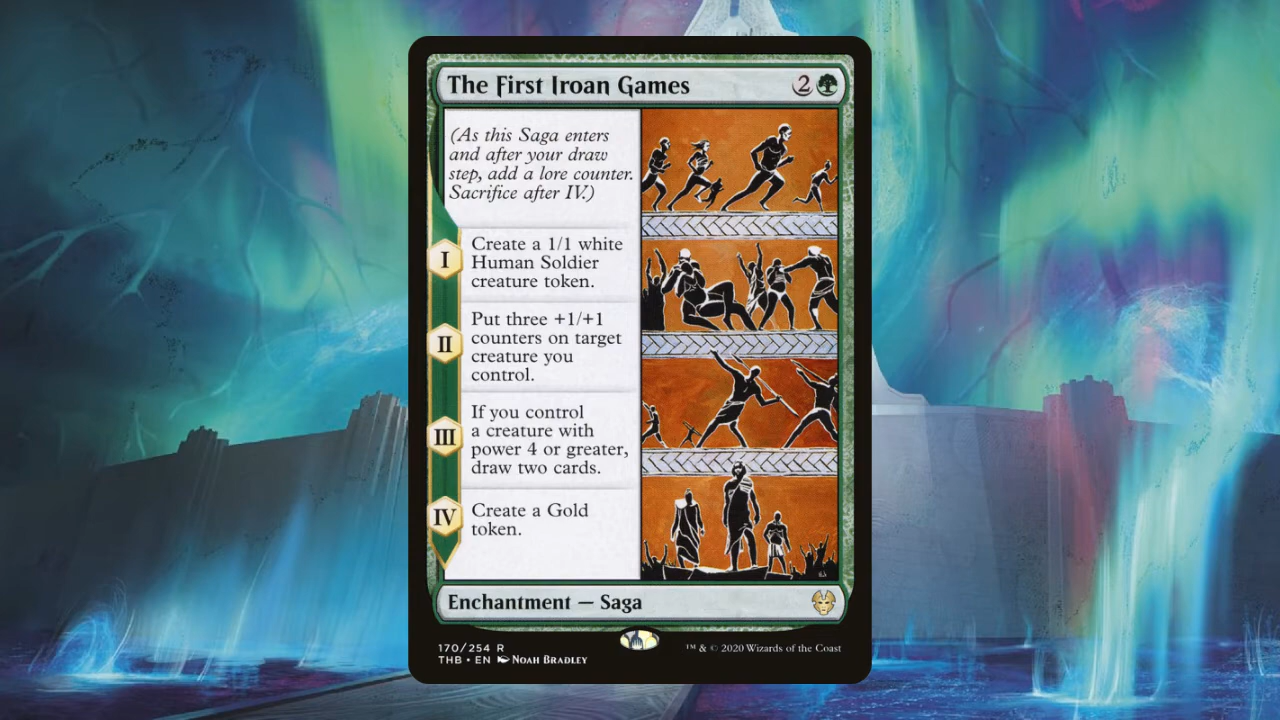 The First Iroan Games 2
(As this Saga enters
and after your draw
step, add a lore counter.
Sacrifice after IV.)
I
Create a 1/1 white
Human Soldier
creature token.
II
Put three +1/+1
counters on target
creature you
control.
III
If you control
a creature with
power 4 or greater,
draw two cards.
IV
Create a Gold
token.
Enchantment — Saga
170/254 R
THB • EN Noah Bradley
™ & © 2020 Wizards of the Coast